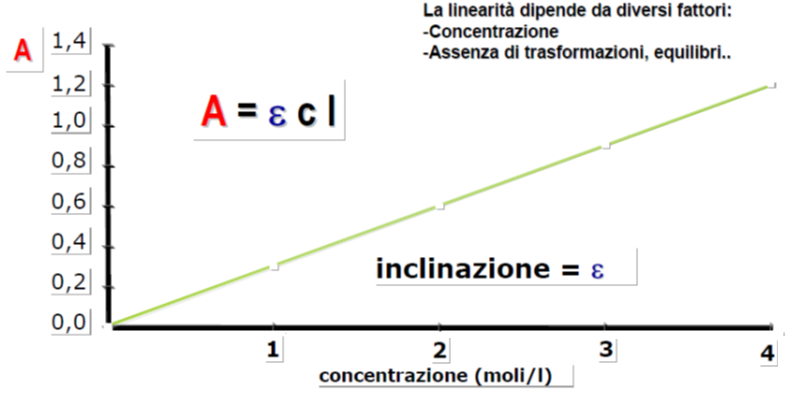 La linearità dipende da diversi fattori:
-Concentrazione
-Assenza di trasformazioni, equilibri..
A
1,4
1,2
1,0
0,8
0,6
0,4
0,2
0,0
A = ε c l
inclinazione = ε
1 2 3 4
concentrazione (moli/l)